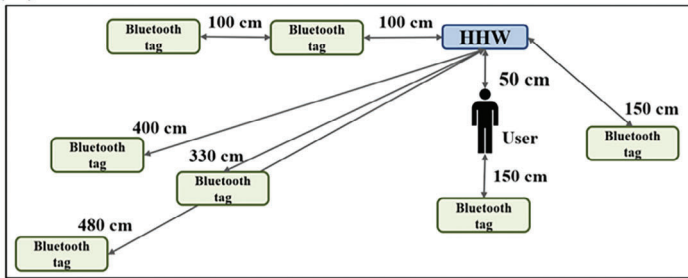 100 cm
100 cm
Bluetooth
tag
Bluetooth
tag
HHW
50 cm
150 cm
400 cm
User
Bluetooth
tag
Bluetooth
tag
330 cm
Bluetooth
tag
150 cm
Bluetooth
tag
480 cm
Bluetooth
tag